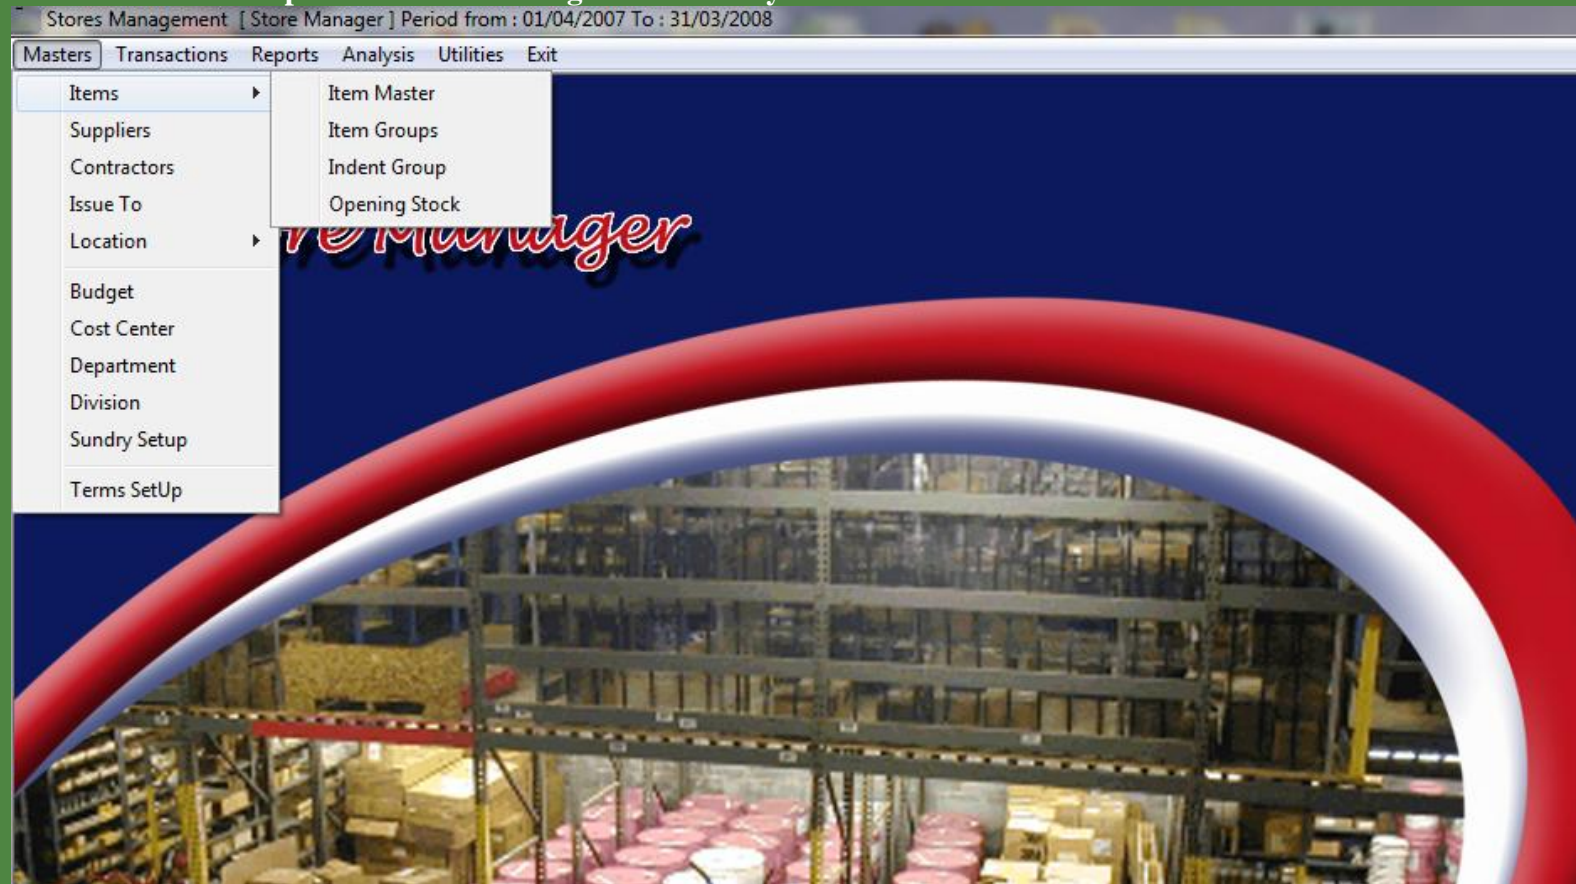 Stores Management [ Store Manager ] Period from : 01/04/2007 To : 31/03/2008
Masters Transactions Reports Analysis Utilities Exit
Items
Suppliers
Contractors
Issue To
Location
Budget
Cost Center
Department
Division
Sundry Setup
Terms SetUp
Item Master
Item Groups
Indent Group
Opening Stock
Manager